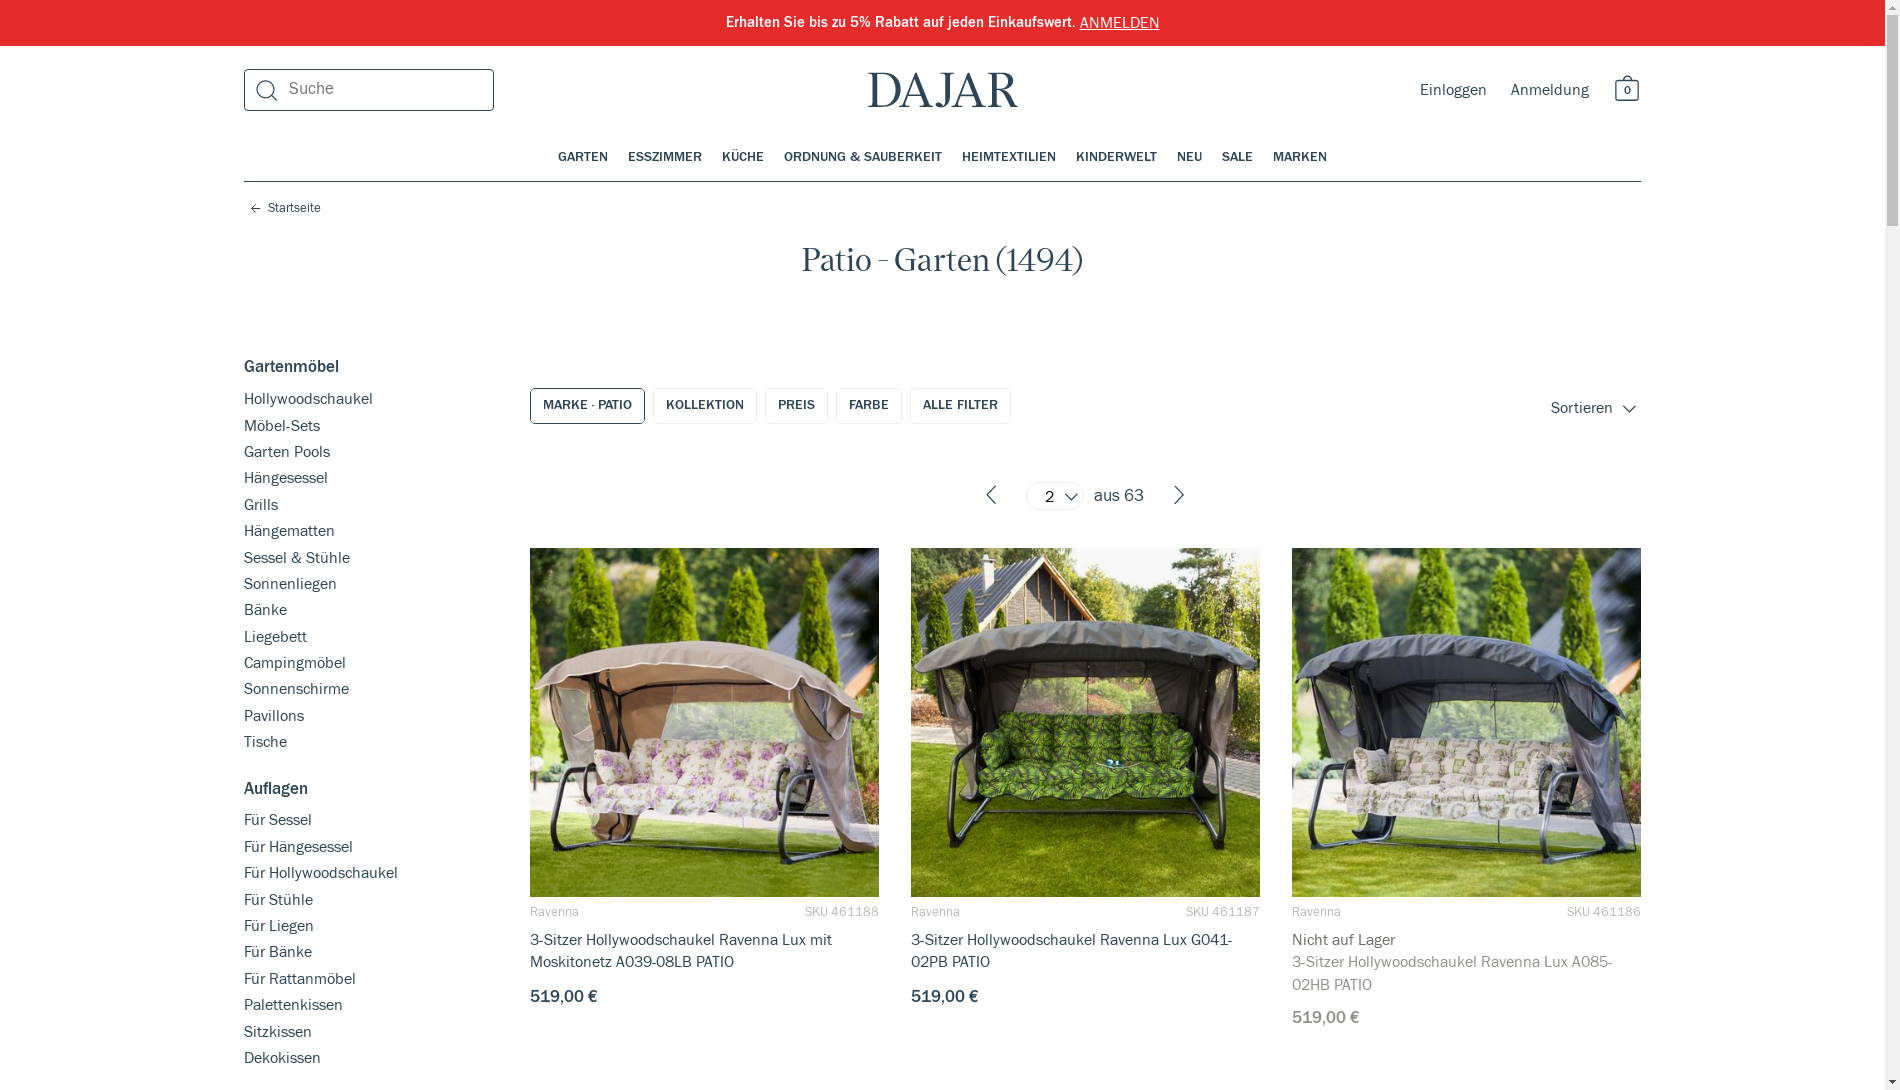 Erhalten Sie bis zu 5% Rabatt auf jeden Einkaufswert. ANMELDEN
Suche
DAJAR
Einloggen
Anmeldung
0
GARTEN
ESSZIMMER
KÜCHE
ORDNUNG & SAUBERKEIT
HEIMTEXTILIEN
KINDERWELT
NEU
SALE
MARKEN
Startseite
Patio - Garten (1494)
Gartenmöbel
Hollywoodschaukel
Möbel-Sets
Garten Pools
Hängesessel
Grills
Hängematten
Sessel & Stühle
Sonnenliegen
Bänke
Liegebett
Campingmöbel
Sonnenschirme
Pavillons
Tische
Auflagen
Für Sessel
Für Hängesessel
Für Hollywoodschaukel
Für Stühle
Für Liegen
Für Bänke
Für Rattanmöbel
Palettenkissen
Sitzkissen
Dekokissen
MARKE · PATIO
KOLLEKTION
PREIS
FARBE
ALLE FILTER
Sortieren
2 aus 63
Ravenna
SKU 461188
3-Sitzer Hollywoodschaukel Ravenna Lux mit
Moskitonetz A039-08LB PATIO
519,00 €
Ravenna
SKU 461187
3-Sitzer Hollywoodschaukel Ravenna Lux G041-
02PB PATIO
519,00 €
Ravenna
SKU 461186
Nicht auf Lager
3-Sitzer Hollywoodschaukel Ravenna Lux A085-
02HB PATIO
519,00 €